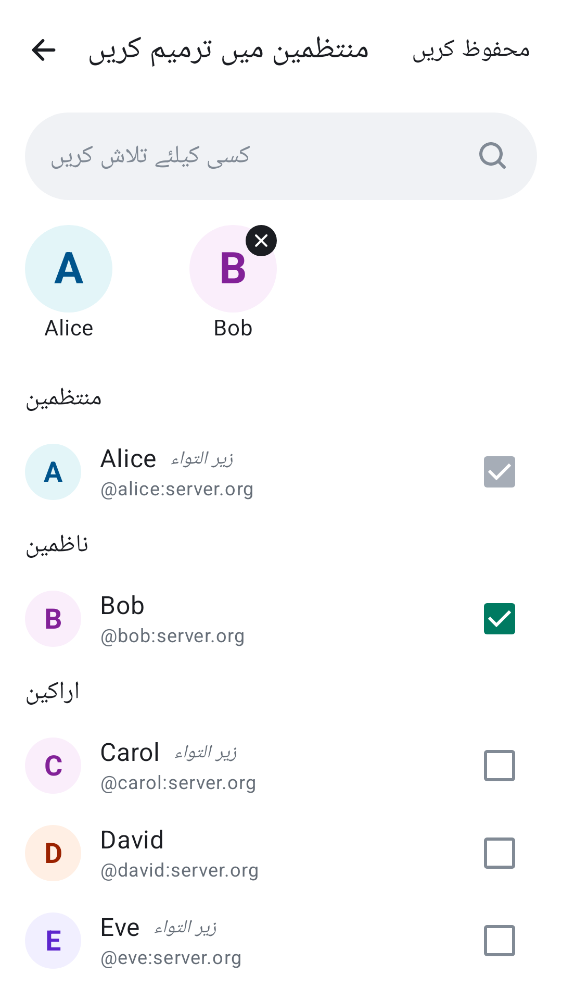 منتظمین میں ترمیم کریں
محفوظ کریں
کسی کیلئے تلاش کریں
A
B
Alice
Bob
منتظمین
A
Alice زیر التواء
@alice:server.org
ناظمین
B
Bob
@bob:server.org
اراکین
C
Carol زیر التواء
@carol:server.org
D
David
@david:server.org
E
Eve زیر التواء
@eve:server.org